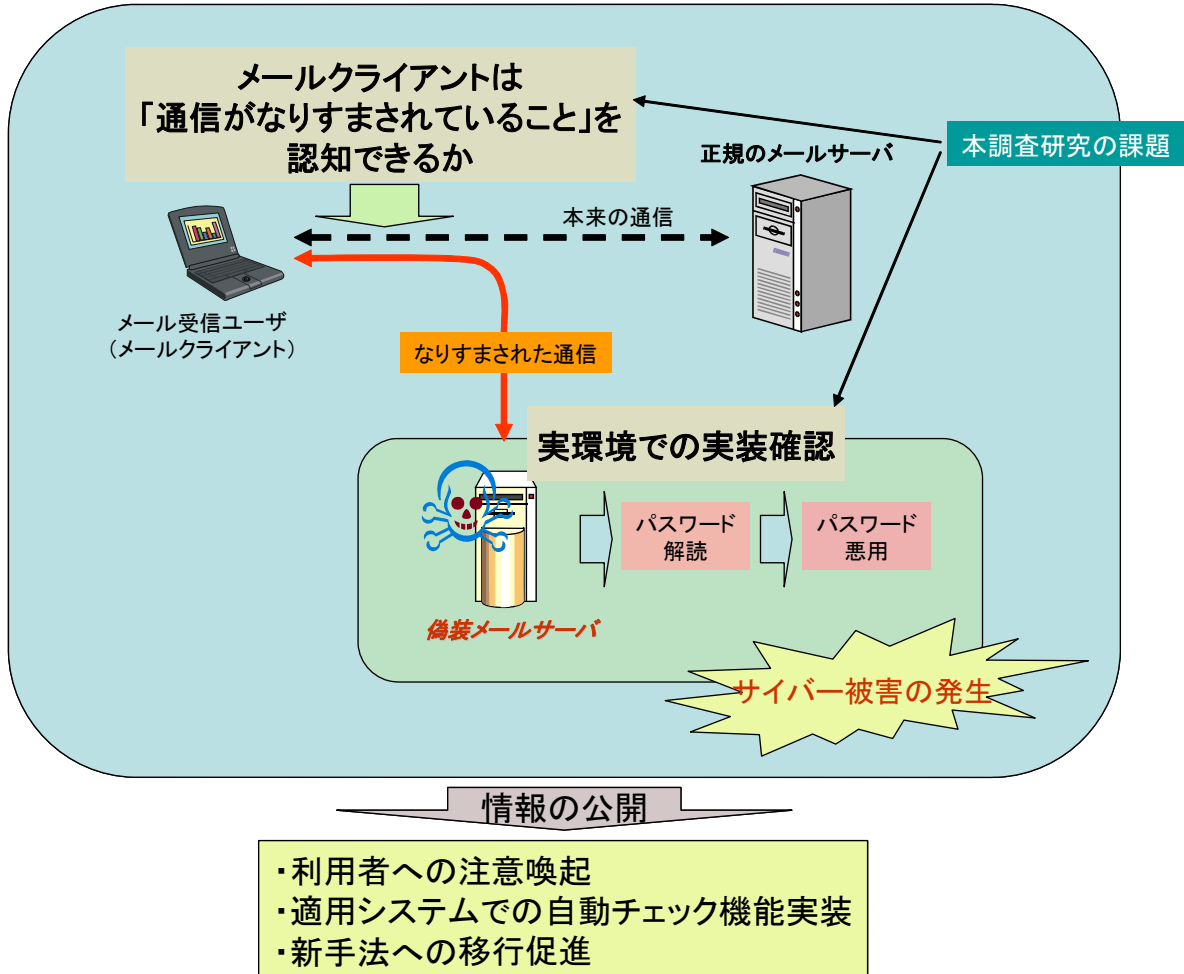 メールクライアントは
「通信がなりすまされていること」を
認知できるか
本調査研究の課題
正規のメールサーバ
本来の通信
メール受信ユーザ
(メールクライアント)
なりすまされた通信
実環境での実装確認
パスワード
解読
パスワード
悪用
偽装メールサーバ
サイバー被害の発生
情報の公開
・利用者への注意喚起
・適用システムでの自動チェック機能実装
・新手法への移行促進